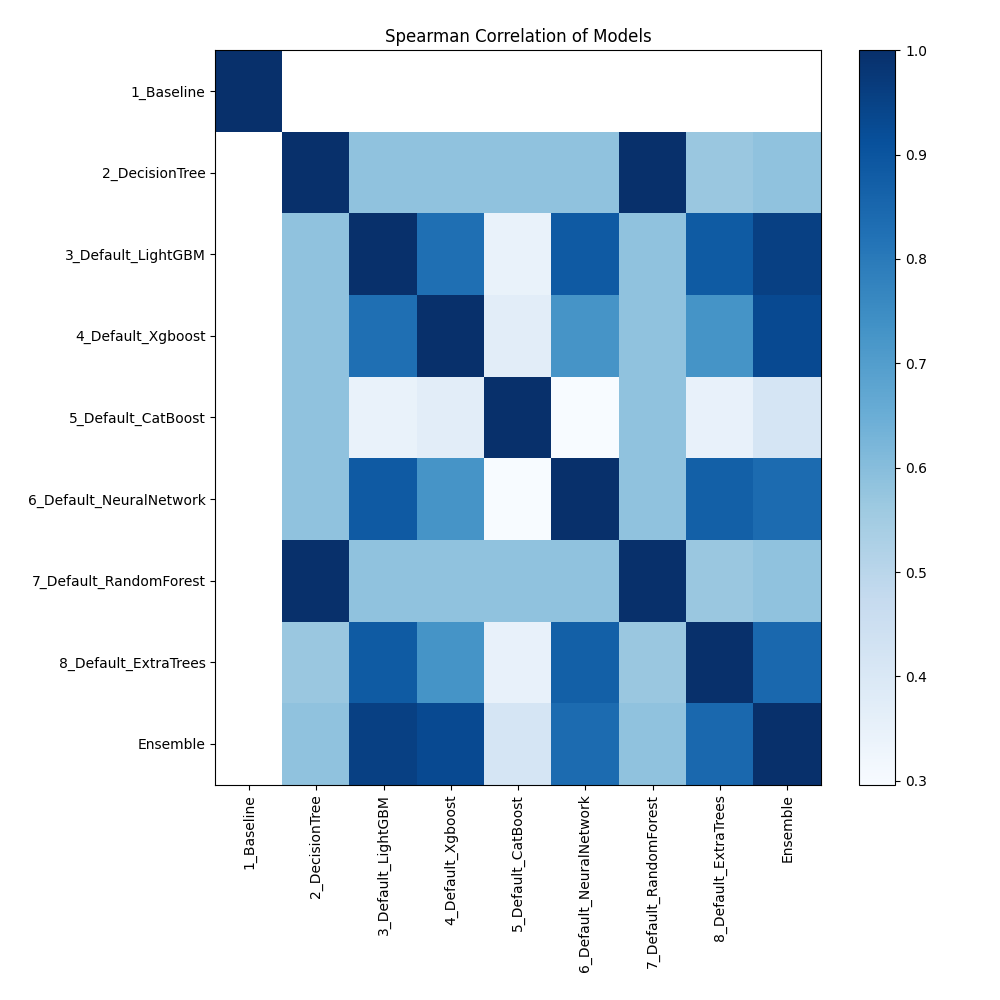 Spearman Correlation of Models
1_Baseline
2_DecisionTree
3_Default_LightGBM
4_Default_Xgboost
5_Default_CatBoost
6_Default_NeuralNetwork
7_Default_RandomForest
8_Default_ExtraTrees
Ensemble
1_Baseline
2_DecisionTree
3_Default_LightGBM
4_Default_Xgboost
5_Default_CatBoost
6_Default_NeuralNetwork
7_Default_RandomForest
8_Default_ExtraTrees
Ensemble
1.0
0.9
0.8
0.7
0.6
0.5
0.4
0.3